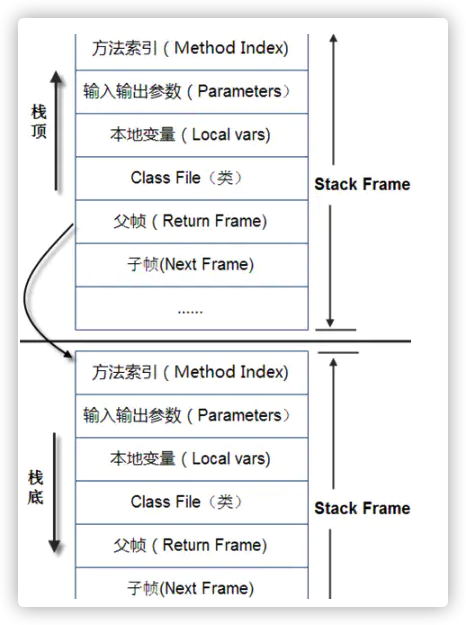 方法索引 ( Method Index)
输入输出参数 ( Parameters）
栈
顶
本地变量 ( Local vars)
Class File（类）
Stack Frame
父帧 ( Return Frame)
子帧(Next Frame)
......
方法索引 ( Method Index)
输入输出参数 ( Parameters）
本地变量 ( Local vars)
栈
底
Class File（类）
Stack Frame
父帧 ( Return Frame)
子帧(Next Frame)